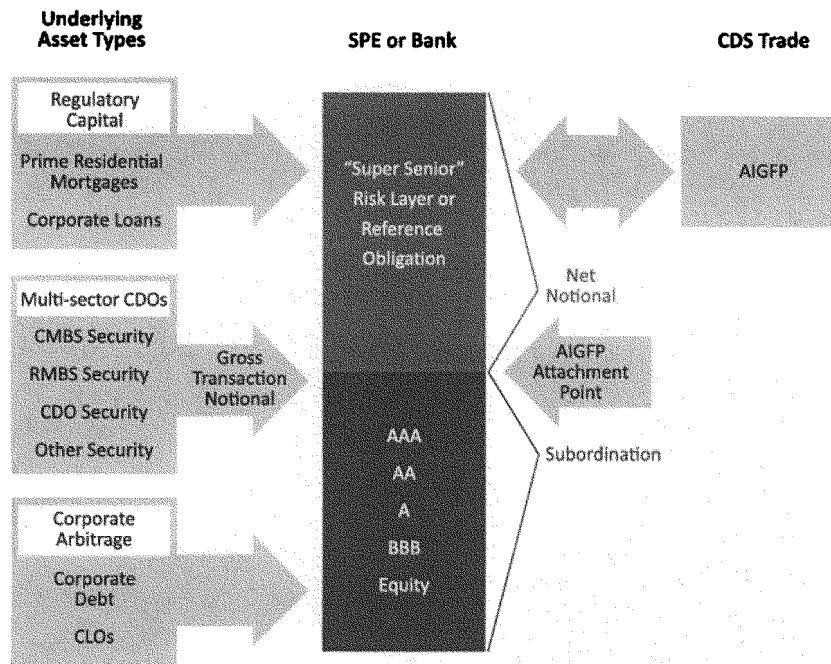 Underlying
Asset Types
SPE or Bank
CDS Trade
Regulatory
Capital
Prime Residential
Mortgages
Corporate Loans
Multi-sector CDOs
CMBS Security
RMBS Security
CDO Security
Other Security
Corporate
Arbitrage
Corporate
Debt
CLOs
Gross
Transaction
Notional
"Super Senior"
Risk Layer or
Reference
Obligation
AAA
AA
A
BBB
Equity
Net
Notional
AIGFP
Attachment
Point
Subordination
AIGFP